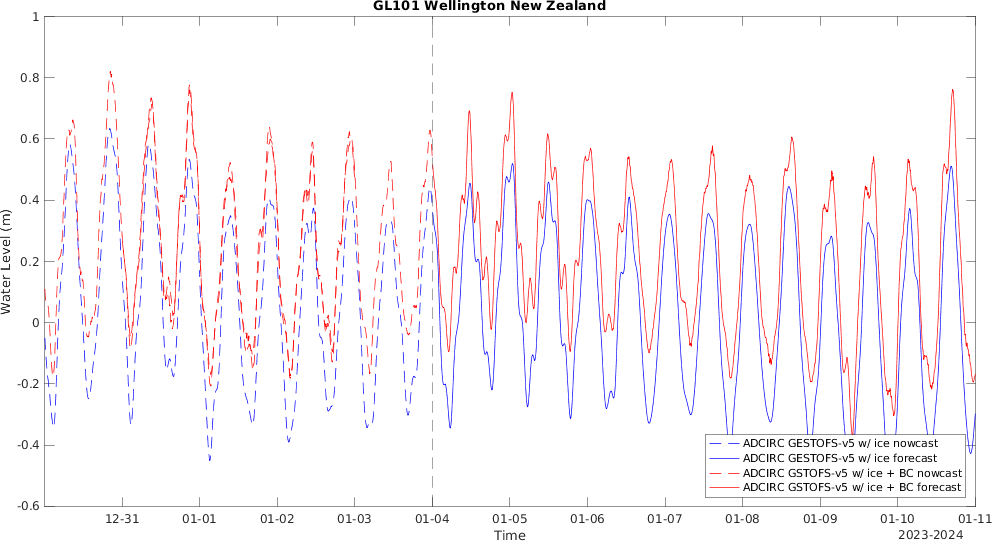 GL101 Wellington New Zealand
1
0.8
0.6
0.4
0.2
0
-0.2
-0.4
-0.6
Water Level (m)
ADCIRC GESTOFS-v5 w/ ice nowcast
ADCIRC GESTOFS-v5 w/ ice forecast
ADCIRC GSTOFS-v5 w/ ice + BC nowcast
ADCIRC GSTOFS-v5 w/ ice + BC forecast
12-31 01-01 01-02 01-03 01-04 01-05 01-06 01-07 01-08 01-09 01-10 01-11
Time
2023-2024